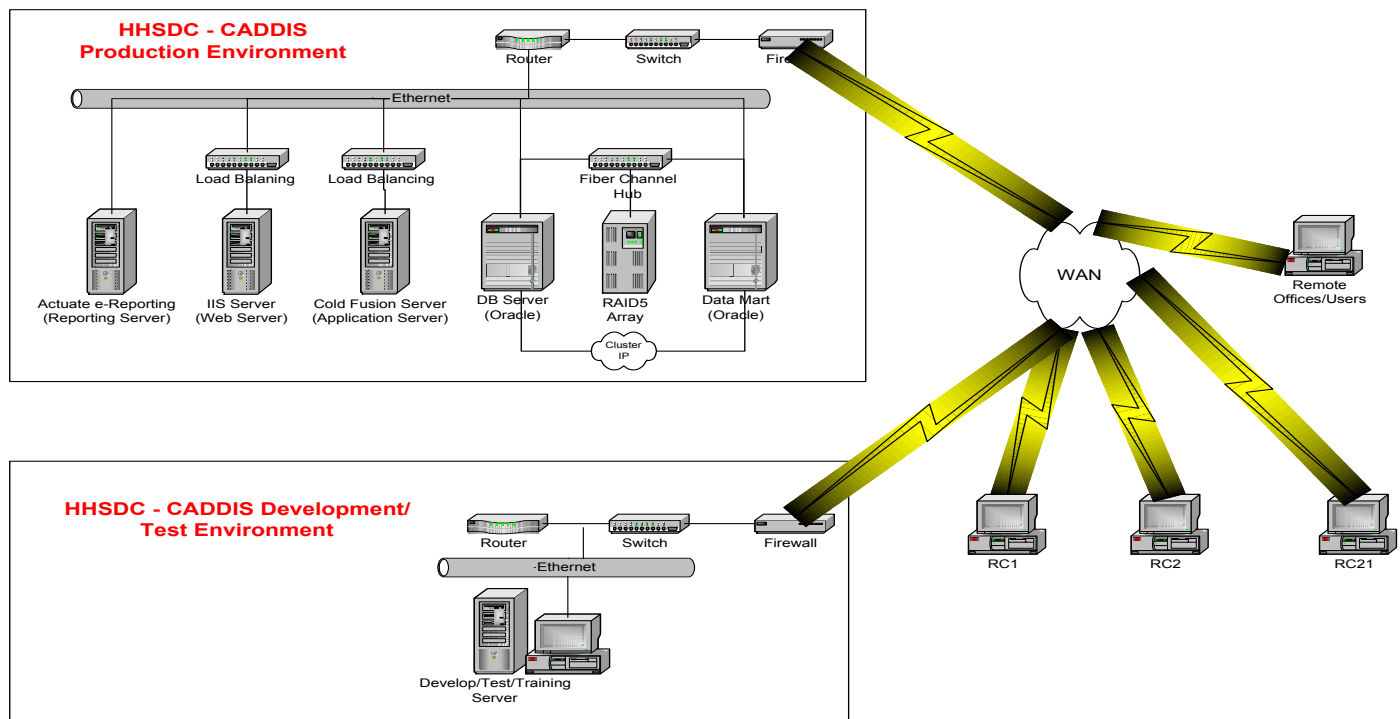 HHSDC - CADDIS
Production Environment
Router
Switch
Fire
Ethernet
Load Balaning
Load Balancing
Fiber Channel
Hub
Actuate e-Reporting
(Reporting Server)
IIS Server
(Web Server)
Cold Fusion Server
(Application Server)
DB Server
(Oracle)
RAID5
Array
Data Mart
(Oracle)
Cluster
IP
WAN
Remote
Offices/Users
HHSDC - CADDIS Development/
Test Environment
Router
Switch
Firewall
Ethernet
Develop/Test/Training
Server
RC1
RC2
RC21